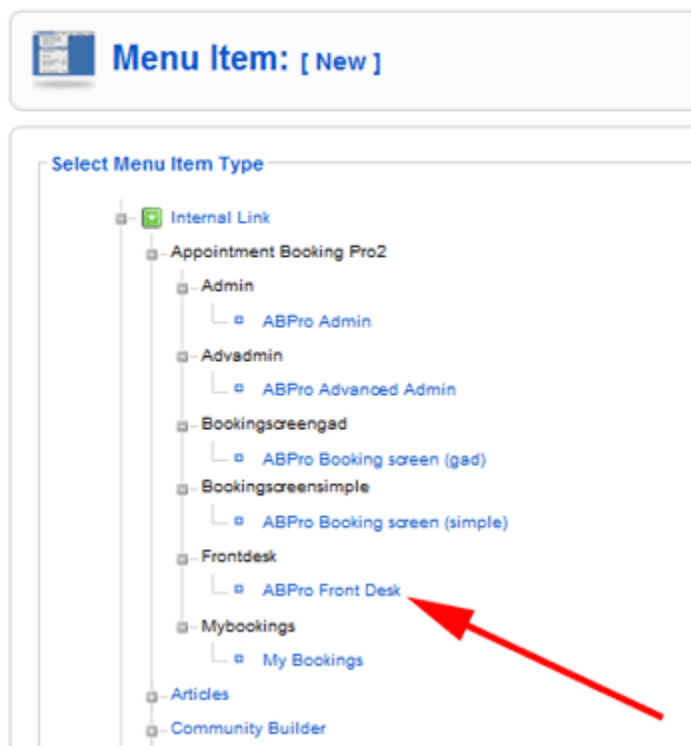 Menu Item: [ New ]
Select Menu Item Type
Internal Link
Appointment Booking Pro2
Admin
ABPro Admin
Advadmin
ABPro Advanced Admin
Bookingscreengad
ABPro Booking screen (gad)
Bookingscreensimple
ABPro Booking screen (simple)
Frontdesk
ABPro Front Desk
Mybookings
My Bookings
Articles
Community Builder